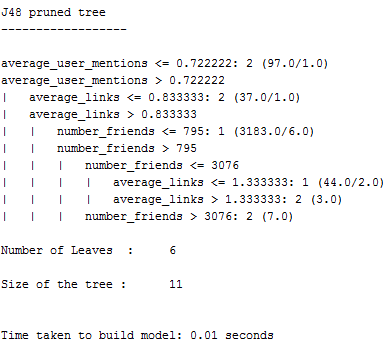 J48 pruned tree
------------------
average_user_mentions <= 0.722222: 2 (97.0/1.0)
average_user_mentions > 0.722222
|   average_links <= 0.833333: 2 (37.0/1.0)
|   average_links > 0.833333
|   |   number_friends <= 795: 1 (3183.0/6.0)
|   |   number_friends > 795
|   |   |   number_friends <= 3076
|   |   |   |   average_links <= 1.333333: 1 (44.0/2.0)
|   |   |   |   average_links > 1.333333: 2 (3.0)
|   |   |   number_friends > 3076: 2 (7.0)
Number of Leaves  :     6
Size of the tree :      11
Time taken to build model: 0.01 seconds